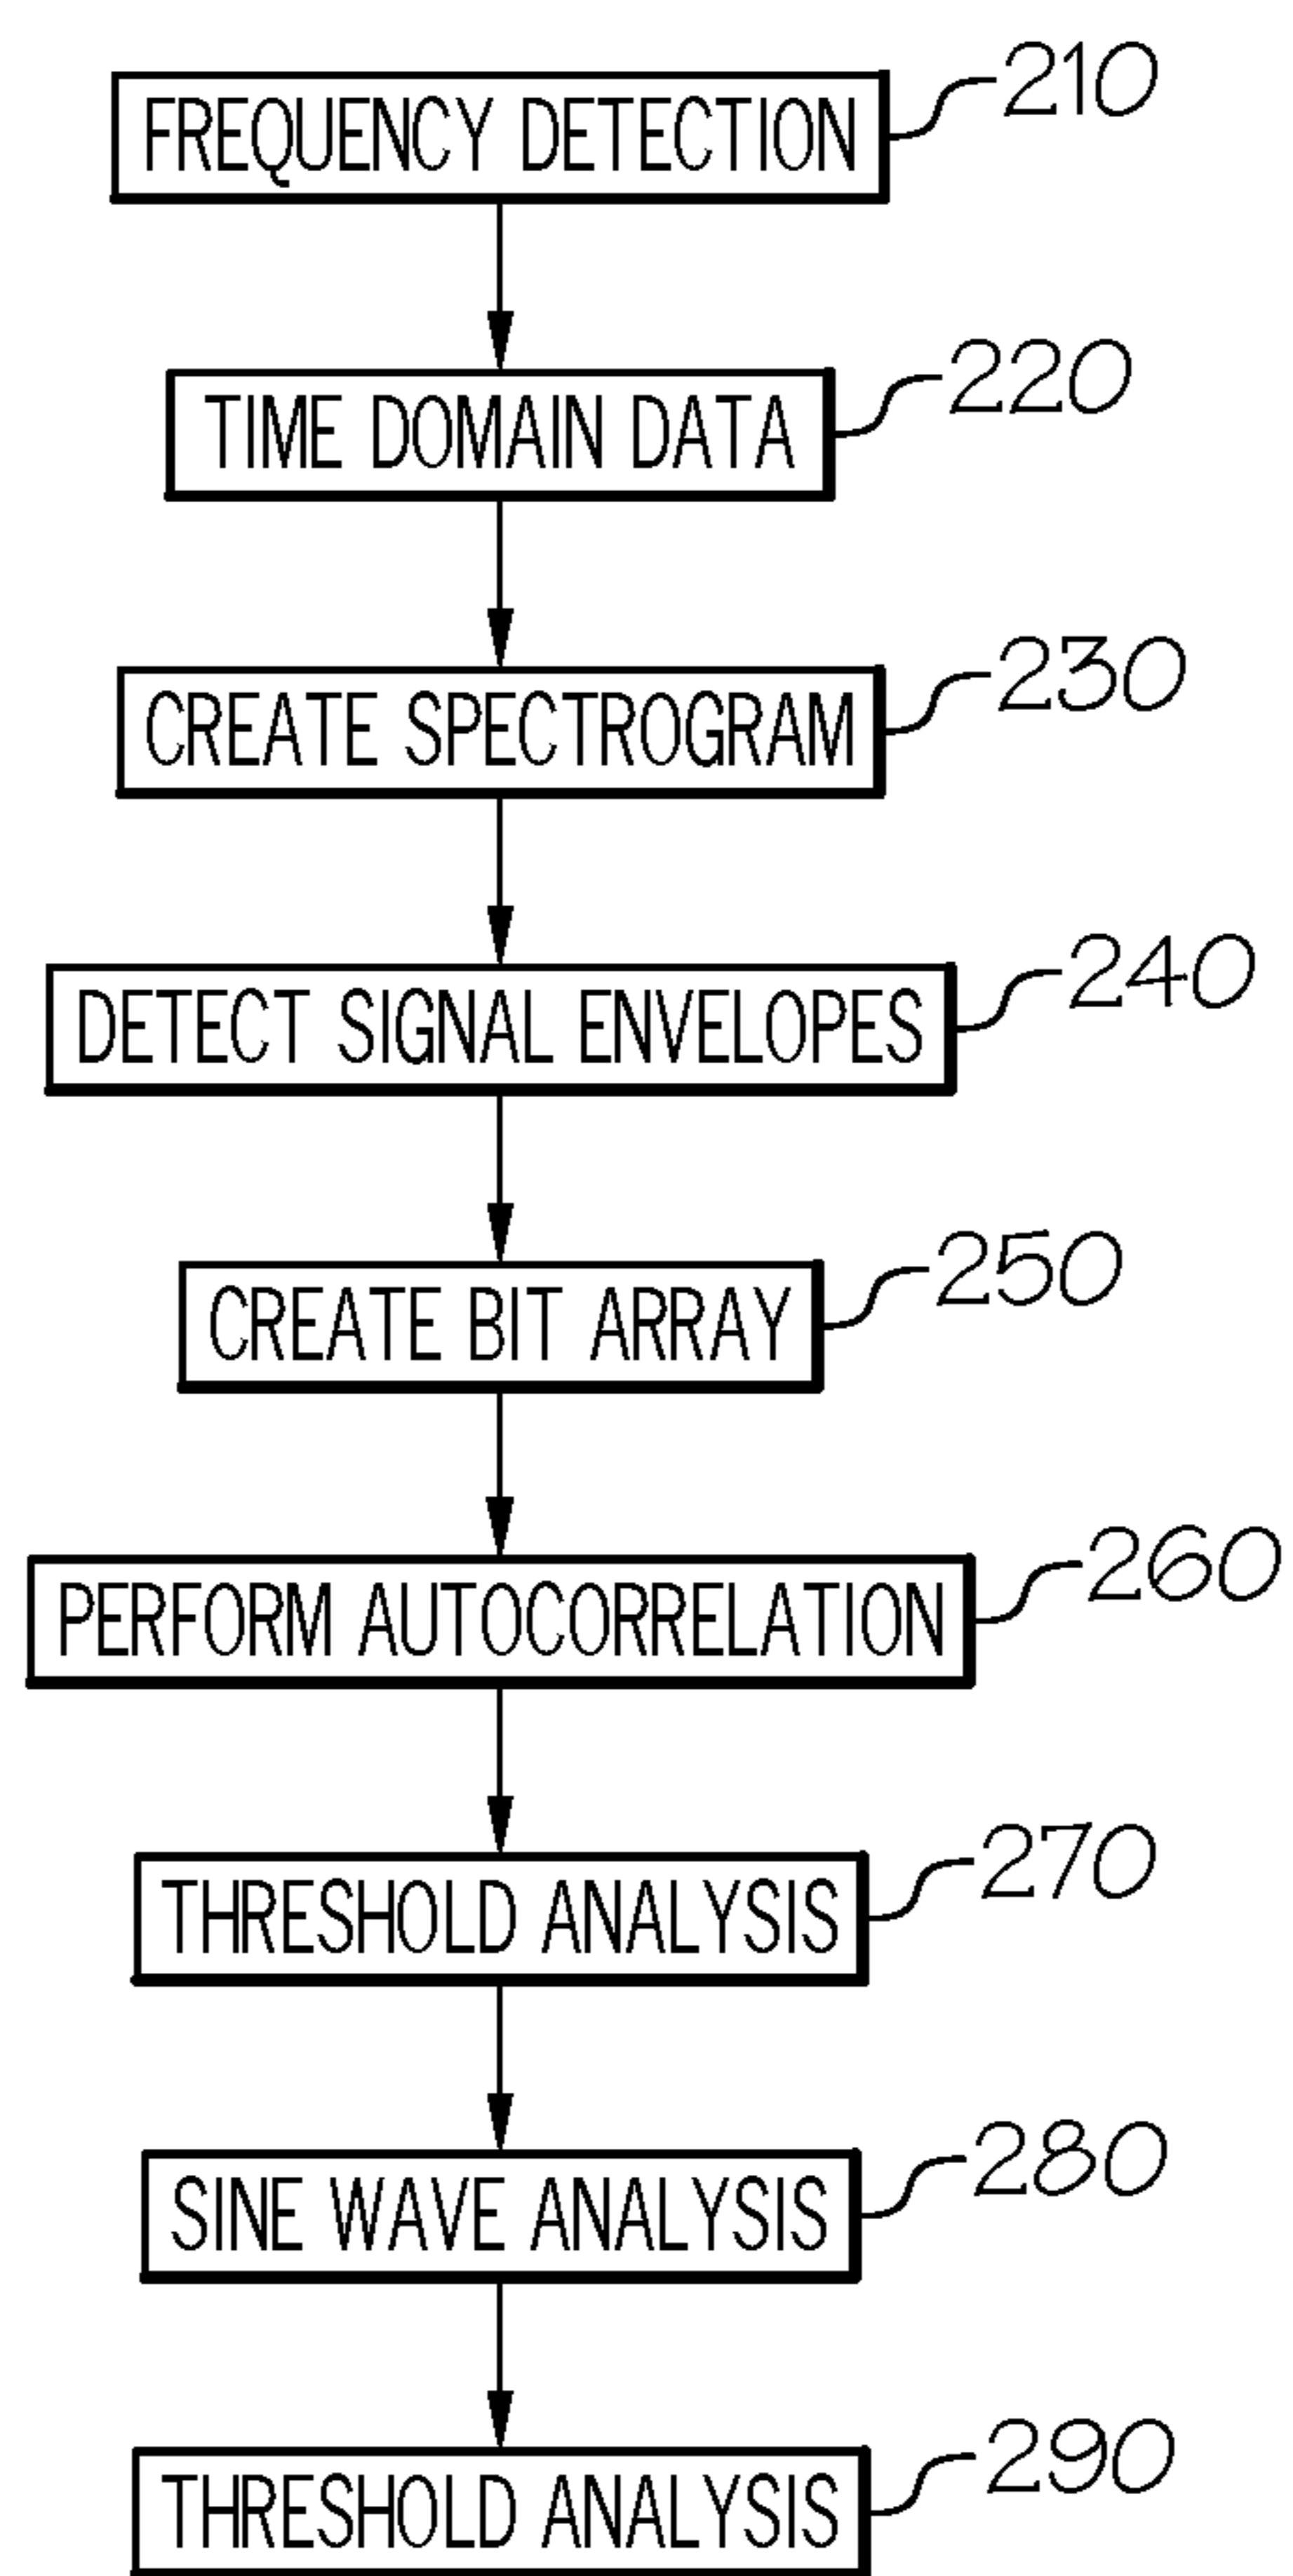 FREQUENCY DETECTION 210
TIME DOMAIN DATA 220
CREATE SPECTROGRAM 230
DETECT SIGNAL ENVELOPES 240
CREATE BIT ARRAY 250
PERFORM AUTOCORRELATION 260
THRESHOLD ANALYSIS 270
SINE WAVE ANALYSIS 280
THRESHOLD ANALYSIS 290